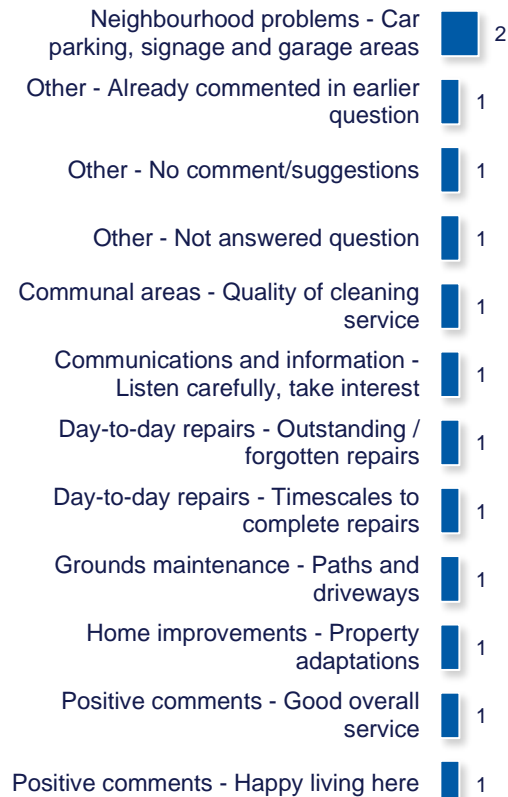 Neighbourhood problems - Car
parking, signage and garage areas
2
Other - Already commented in earlier
question
1
Other - No comment/suggestions
1
Other - Not answered question
1
Communal areas - Quality of cleaning
service
1
Communications and information -
Listen carefully, take interest
1
Day-to-day repairs - Outstanding /
forgotten repairs
1
Day-to-day repairs - Timescales to
complete repairs
1
Grounds maintenance - Paths and
driveways
1
Home improvements - Property
adaptations
1
Positive comments - Good overall
service
1
Positive comments - Happy living here
1